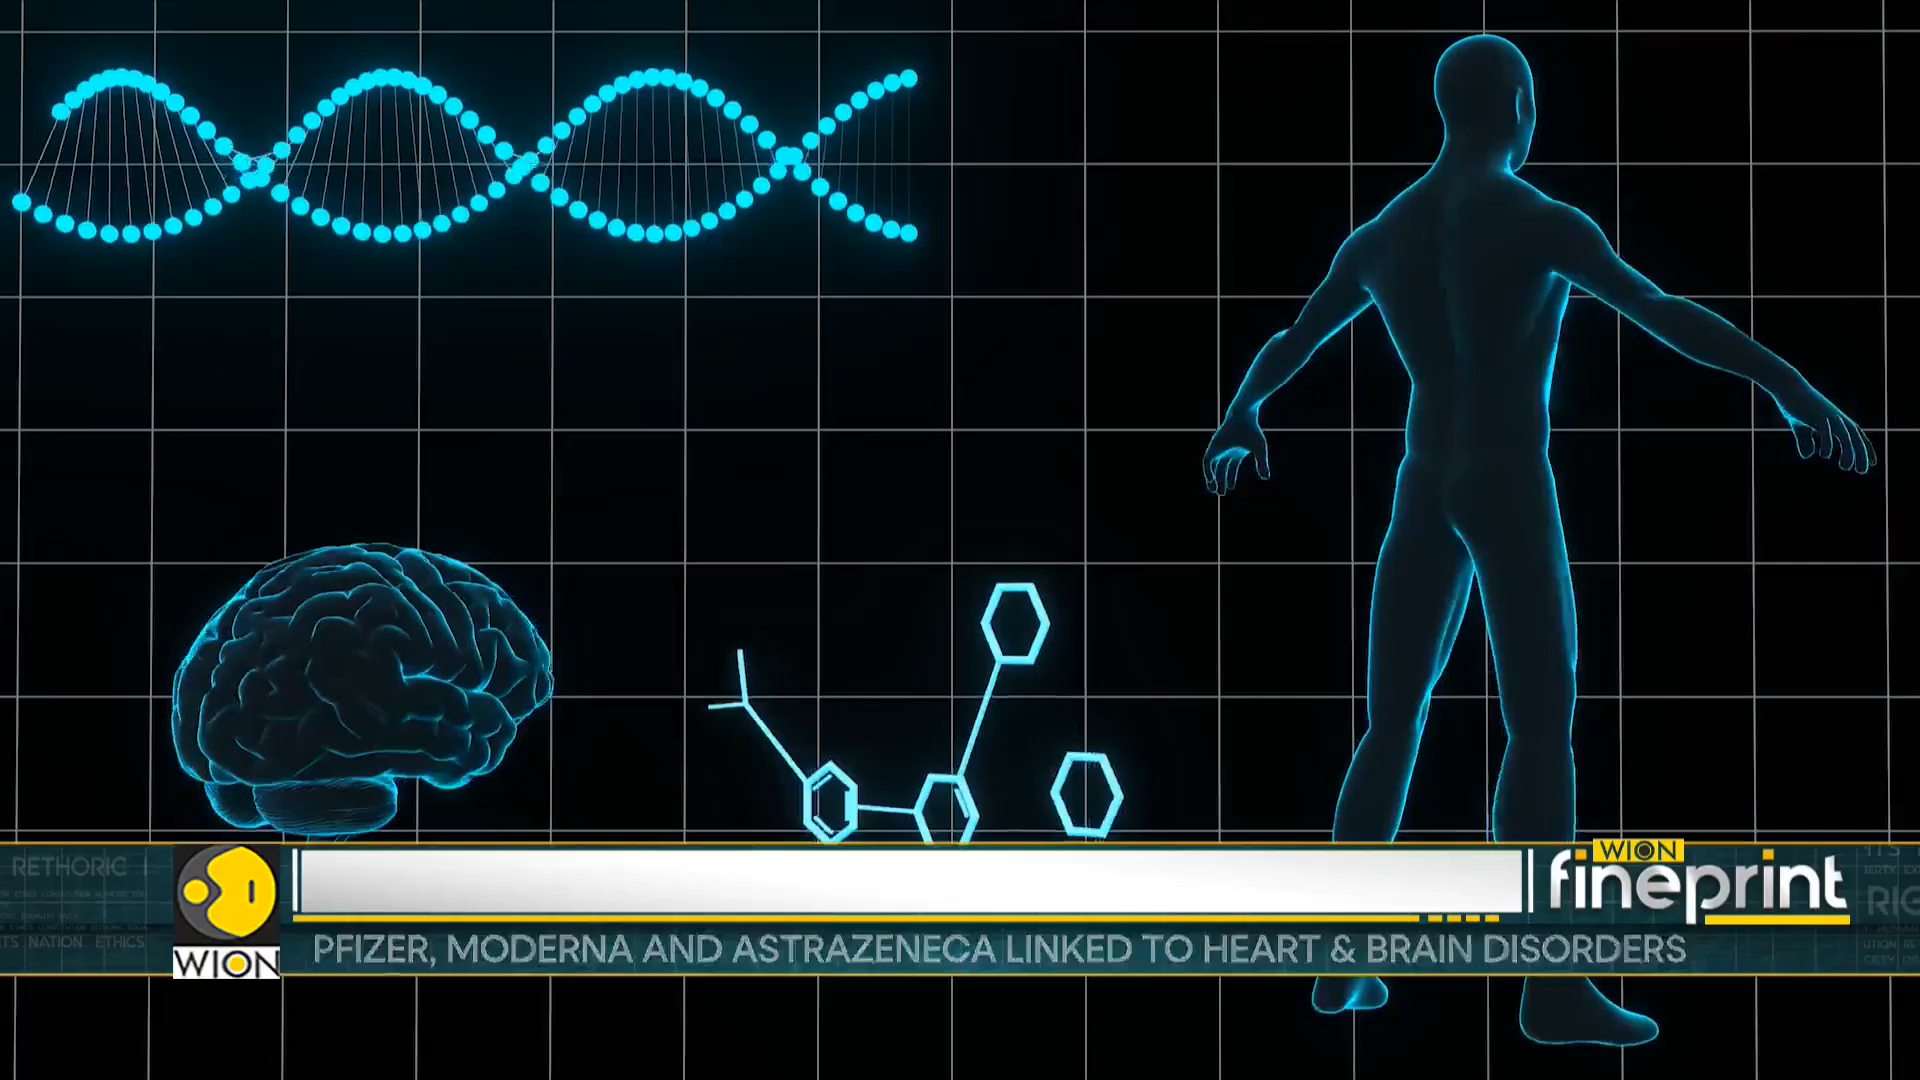 RETHORIC
NATION ETHICS
WION
WION
fineprint
PFIZER, MODERNA AND ASTRAZENECA LINKED TO HEART & BRAIN DISORDERS